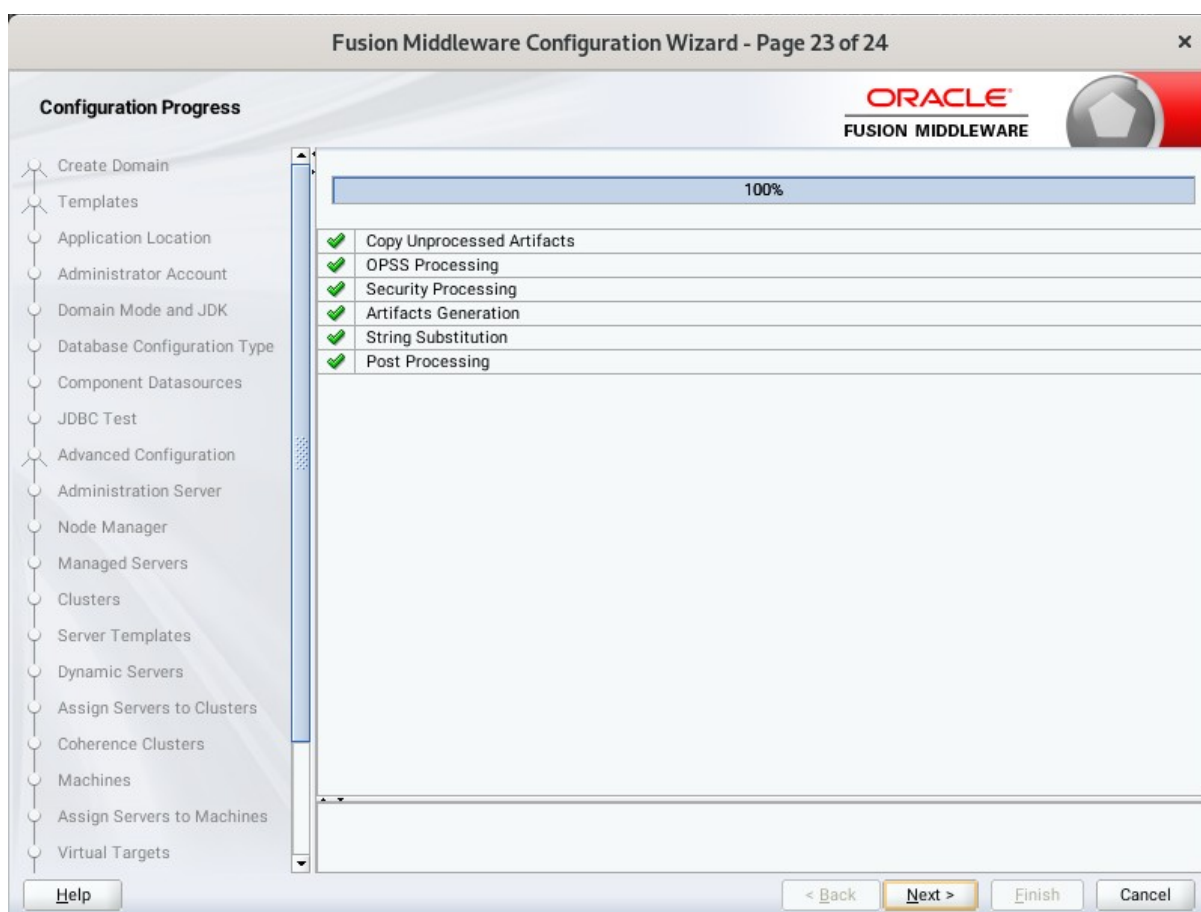 Fusion Middleware Configuration Wizard - Page 23 of 24
×
Configuration Progress
ORACLE
FUSION MIDDLEWARE
Create Domain
Templates
Application Location
Administrator Account
Domain Mode and JDK
Database Configuration Type
Component Datasources
JDBC Test
Advanced Configuration
Administration Server
Node Manager
Managed Servers
Clusters
Server Templates
Dynamic Servers
Assign Servers to Clusters
Coherence Clusters
Machines
Assign Servers to Machines
Virtual Targets
100%
Copy Unprocessed Artifacts
OPSS Processing
Security Processing
Artifacts Generation
String Substitution
Post Processing
Help
< Back
Next >
Finish
Cancel